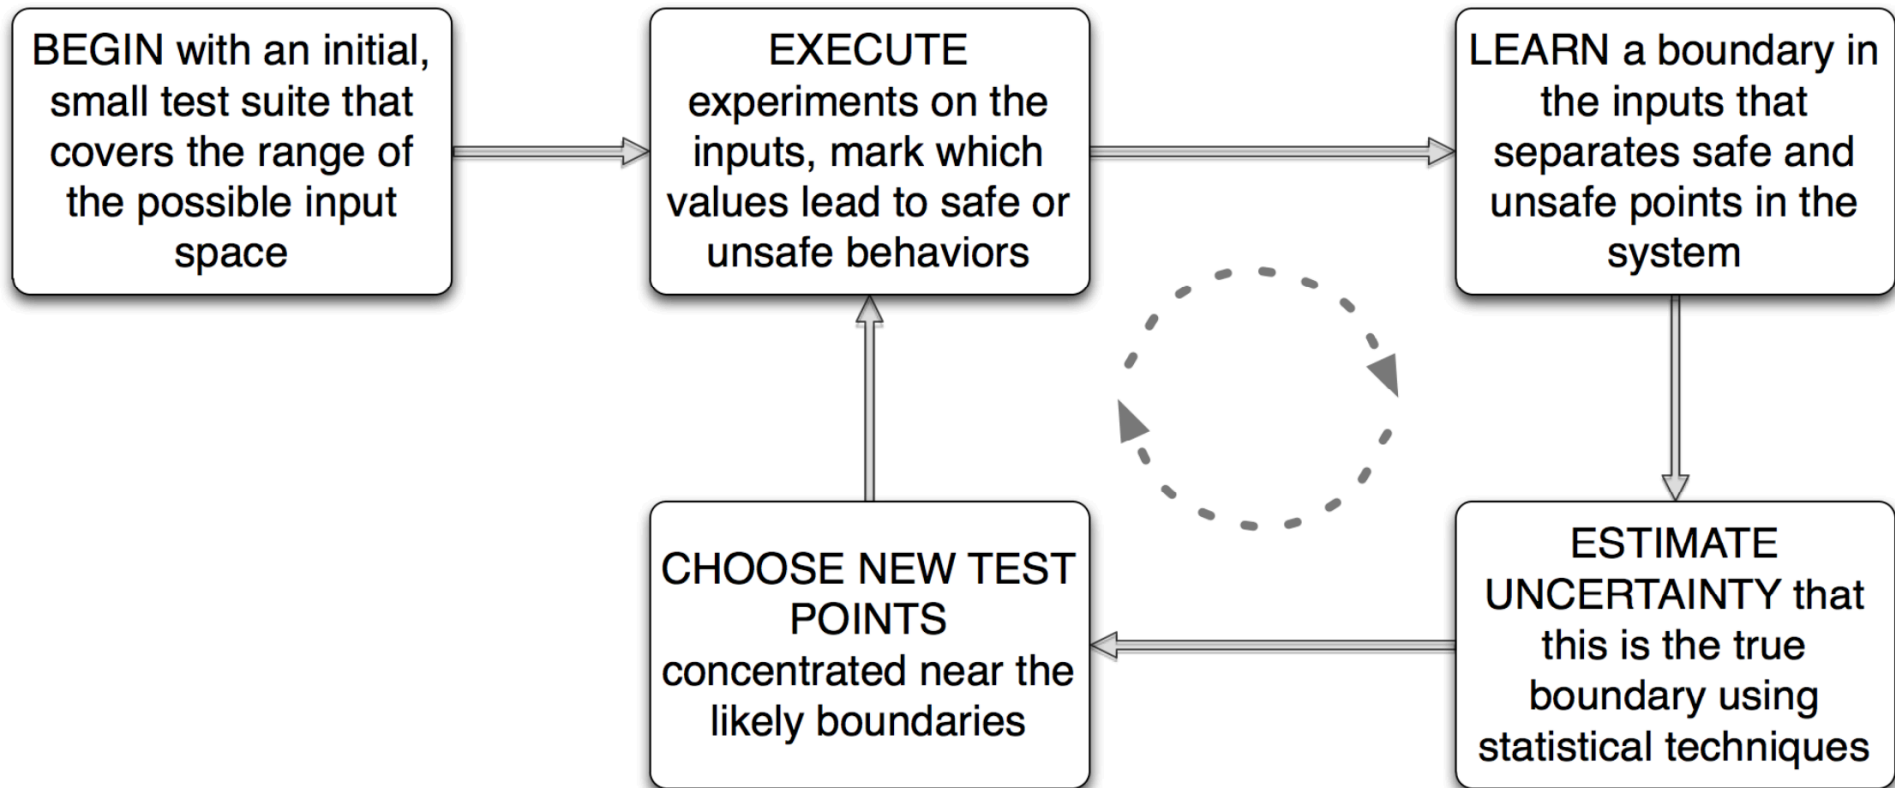 BEGIN with an initial,
small test suite that
covers the range of
the possible input
space
EXECUTE
experiments on the
inputs, mark which
values lead to safe or
unsafe behaviors
LEARN a boundary in
the inputs that
separates safe and
unsafe points in the
system
ESTIMATE
UNCERTAINTY that
this is the true
boundary using
statistical techniques
CHOOSE NEW TEST
POINTS
concentrated near the
likely boundaries